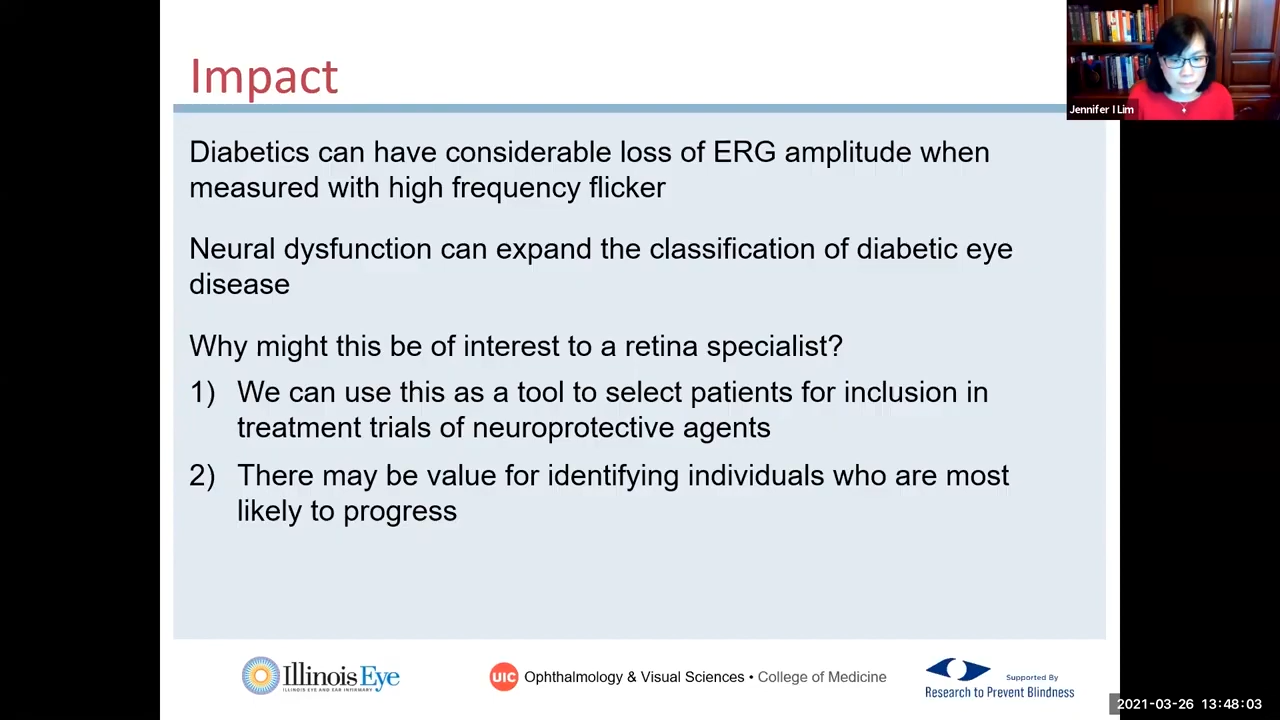 Impact
Jennifer I Lim
Diabetics can have considerable loss of ERG amplitude when
measured with high frequency flicker
Neural dysfunction can expand the classification of diabetic eye
disease
Why might this be of interest to a retina specialist?
1) We can use this as a tool to select patients for inclusion in
treatment trials of neuroprotective agents
2) There may be value for identifying individuals who are most
likely to progress
IllinoisEye
ILLINOIS EYE AND EAR INFIRMARY
UIC Ophthalmology & Visual Sciences • College of Medicine
Supported By
Research to Prevent Blindness
2021-03-26 13:48:03